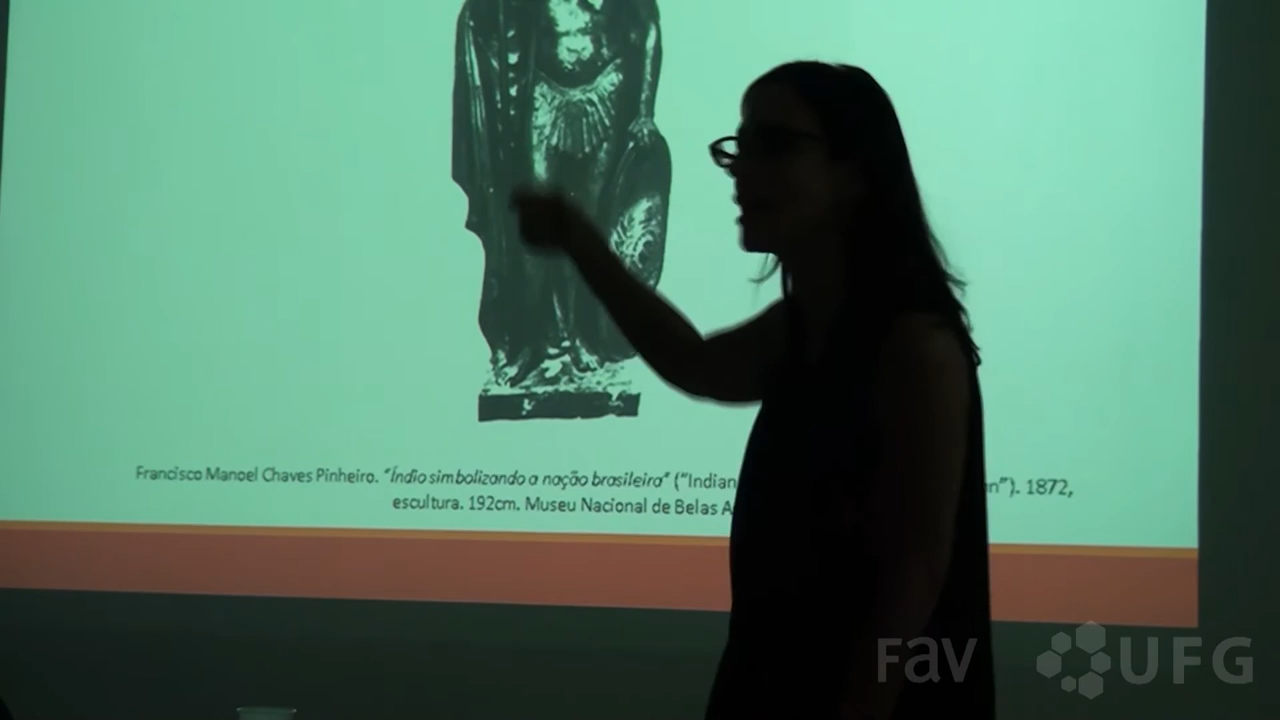 Francisco Manoel Chaves Pinheiro. “Índio simbolizando a nação brasileira” (“Indian n”). 1872,
escultura. 192cm. Museu Nacional de Belas A
FAV UFG